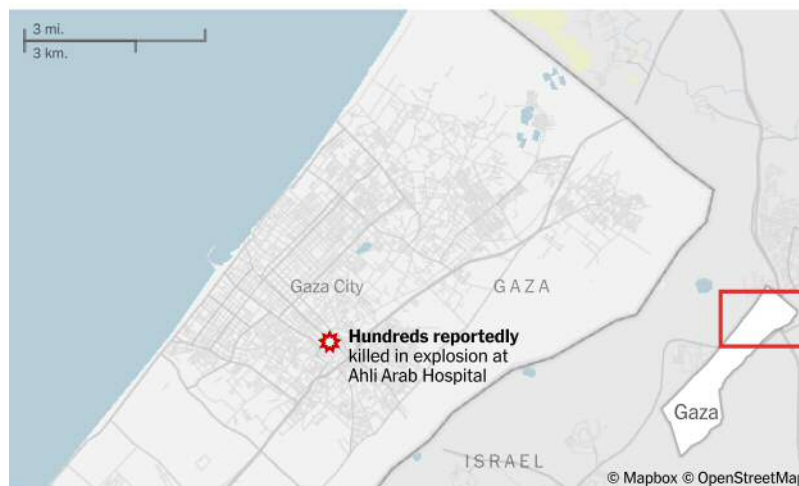 3 mi.
3 km.
Gaza City
GAZA
Hundreds reportedly
killed in explosion at
Ahli Arab Hospital
Gaza
ISRAEL
© Mapbox © OpenStreetMap